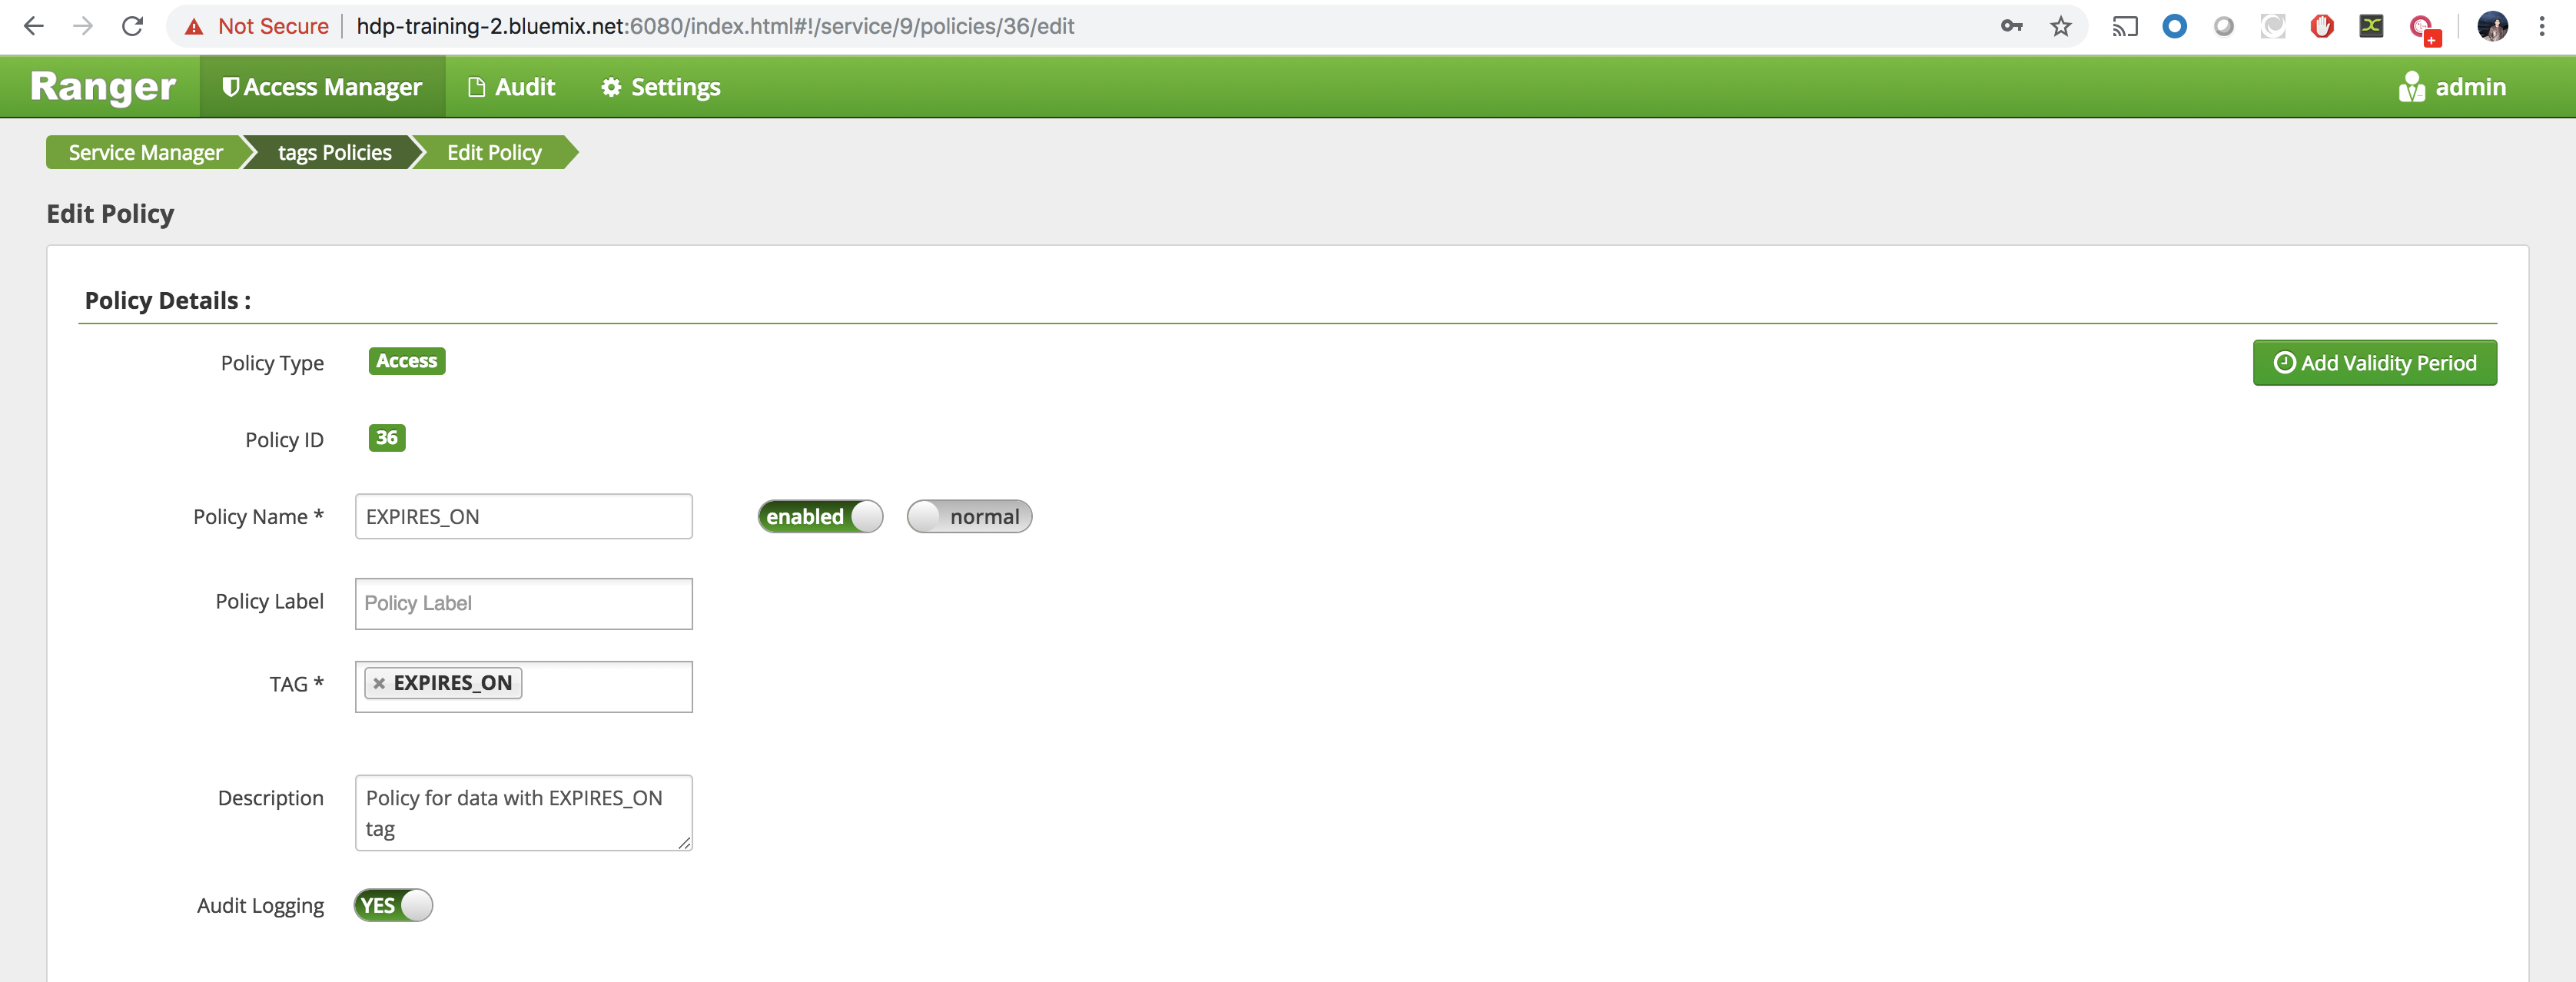 Not Secure hdp-training-2.bluemix.net:6080/index.html#!/service/9/policies/36/edit
Ranger Access Manager Audit Settings admin
Service Manager tags Policies Edit Policy
Edit Policy
Policy Details :
Policy Type Access Add Validity Period
Policy ID 36
Policy Name * EXPIRES_ON enabled normal
Policy Label Policy Label
TAG * × EXPIRES_ON
Description Policy for data with EXPIRES_ON
tag
Audit Logging YES